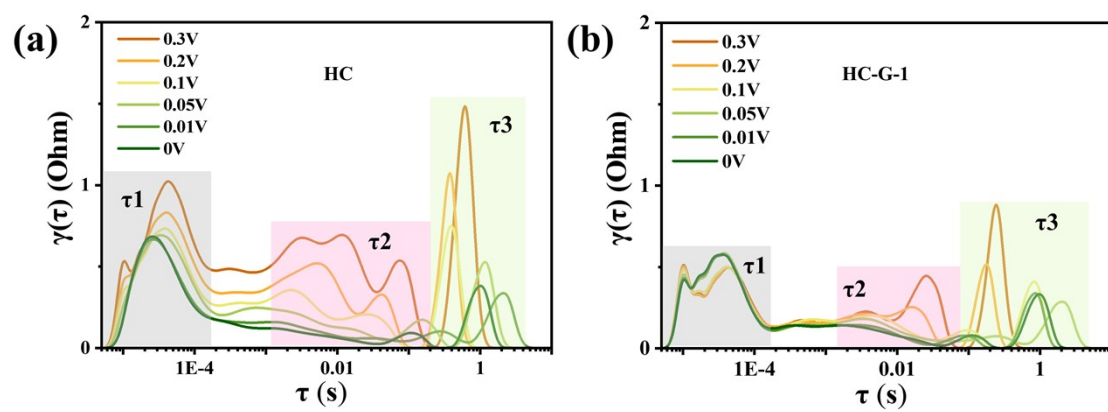 (a)
2
1
0
γ(τ) (Ohm)
0.3V
0.2V
0.1V
0.05V
0.01V
0V
HC
τ1
τ2
τ3
1E-4
0.01
1
τ (s)
(b)
2
1
0
γ(τ) (Ohm)
0.3V
0.2V
0.1V
0.05V
0.01V
0V
HC-G-1
τ1
τ2
τ3
1E-4
0.01
1
τ (s)